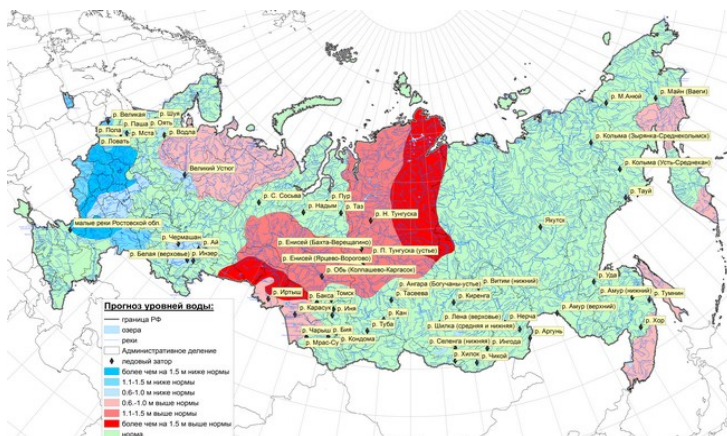 р. Великая
р. Шуя
р. Паша
р. Оять
р. Пола
р. Мста
р. Водла
р. Ловать
Великий Устюг
малые реки Ростовской обл.
р. Чермашан
р. Ай
р. Белая (верховье)
р. Инзер
р. С. Сосьва
р. Надым
р. Пур
р. Таз
р. Н. Тунгуска
р. Енисей (Бахта-Верещагино)
р. П. Тунгуска (устье)
р. Енисей (Ярцево-Ворогово)
р. Обь (Колпашево-Каргасок)
р. Иртыш
р. Бакса
Томск
р. Карасук
р. Иня
р. Чарыш
р. Бия
р. Мрас-Су
р. Кондома
р. Туба
р. Кан
р. Тасеева
р. Ангара (Богучаны-устье)
р. Киренга
р. Витим (нижний)
р. Лена (верховье)
р. Нерча
р. Шилка (средняя и нижняя)
р. Аргунь
р. Селенга (нижняя)
р. Ингода
р. Хилок
р. Чикой
Якутск
р. М.Анюй
р. Майн (Ваеги)
р. Колыма (Зырянка-Среднеколымск)
р. Колыма (Усть-Среднекан)
р. Тауй
р. Уда
р. Амур (нижний)
р. Тумнин
р. Амур (верхний)
р. Хор
Прогноз уровней воды:
граница РФ
озера
реки
Административное деление
ледовый затор
более чем на 1.5 м ниже нормы
1.1-1.5 м ниже нормы
0.6-1.0 м ниже нормы
0.6.-1.0 м выше нормы
1.1-1.5 м выше нормы
более чем на 1.5 м выше нормы
норма